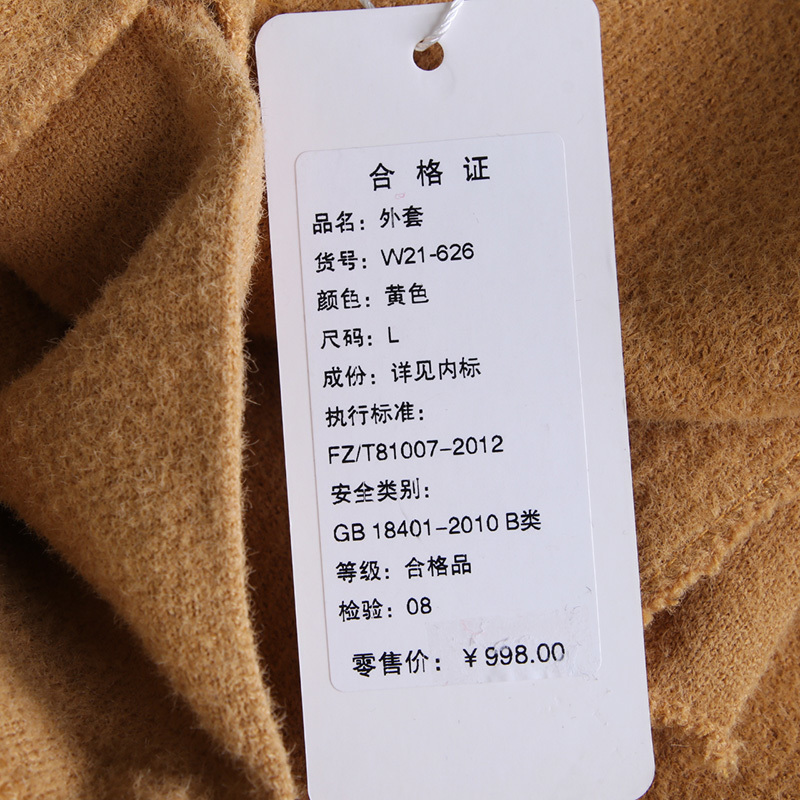 合格证
品名：外套
货号：W21-626
颜色：黄色
尺码：L
成份：详见内标
执行标准：
FZ/T81007-2012
安全类别：
GB 18401-2010 B类
等级：合格品
检验：08
零售价：￥998.00